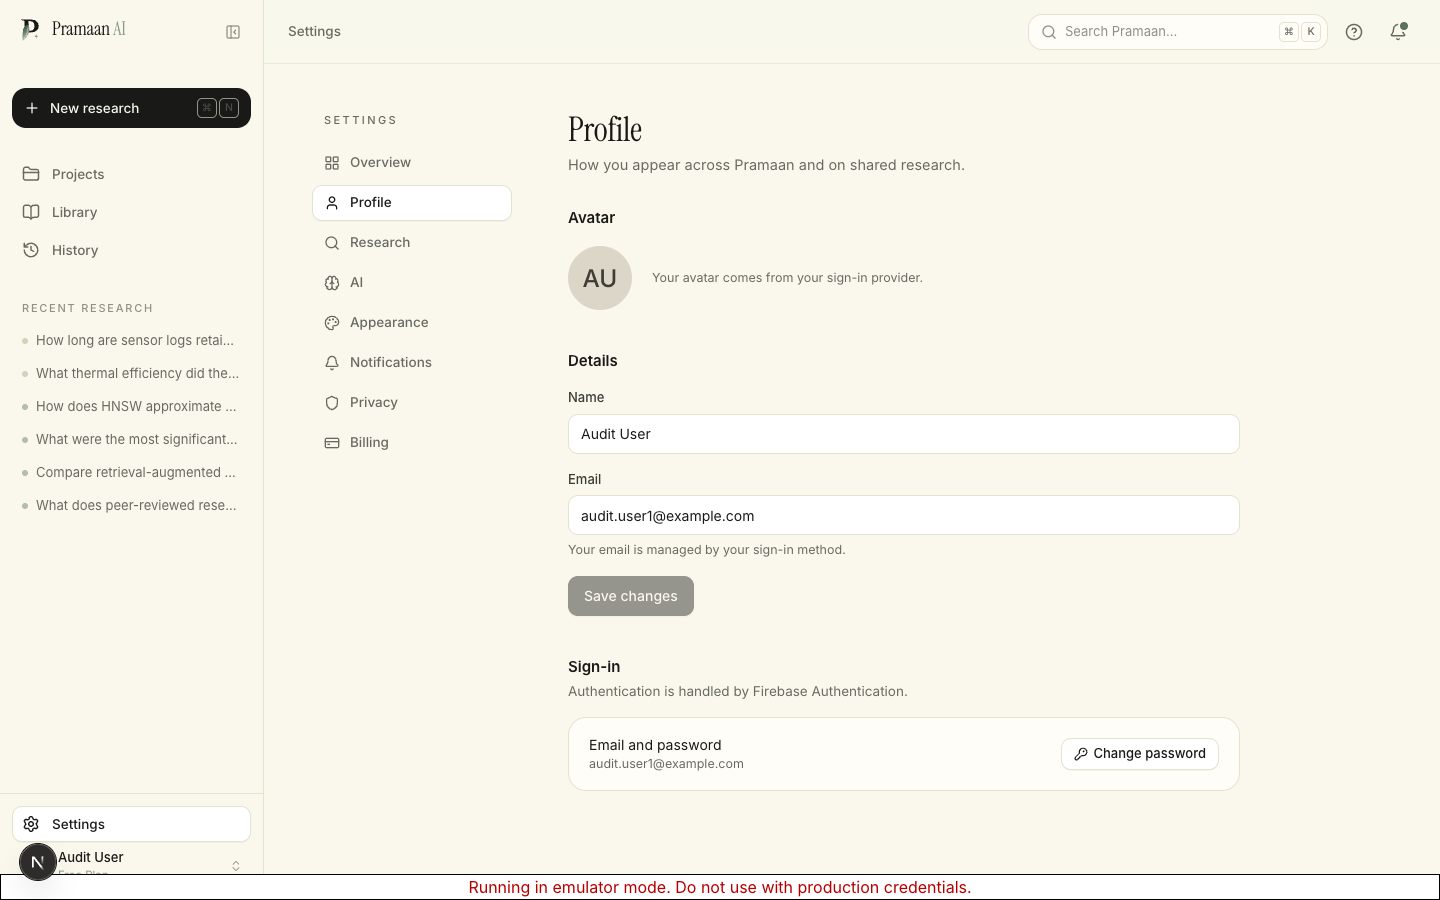 Pramaan AI
New research
⌘ N
Projects
Library
History
RECENT RESEARCH
How long are sensor logs retai...
What thermal efficiency did the...
How does HNSW approximate ...
What were the most significant...
Compare retrieval-augmented ...
What does peer-reviewed rese...
Settings
N
Audit User
Free Plan
Settings
Search Pramaan...
⌘ K
SETTINGS
Overview
Profile
Research
AI
Appearance
Notifications
Privacy
Billing
Profile
How you appear across Pramaan and on shared research.
Avatar
AU
Your avatar comes from your sign-in provider.
Details
Name
Audit User
Email
audit.user1@example.com
Your email is managed by your sign-in method.
Save changes
Sign-in
Authentication is handled by Firebase Authentication.
Email and password
audit.user1@example.com
Change password
Running in emulator mode. Do not use with production credentials.